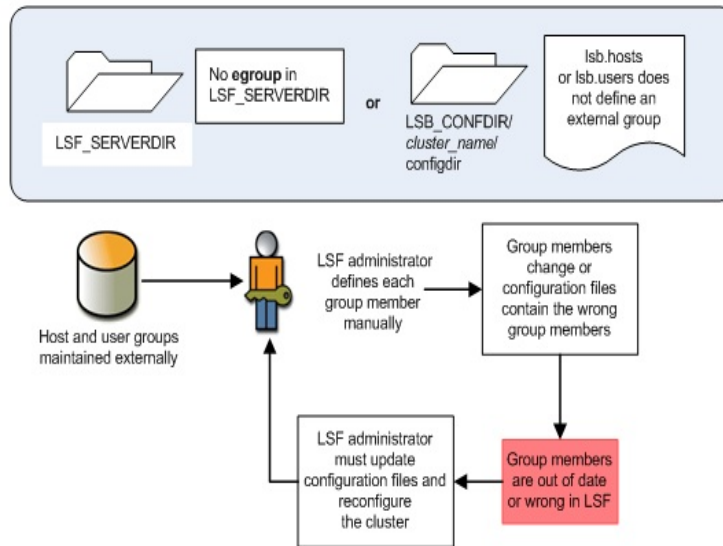 No egroup in
LSF_SERVERDIR
LSF_SERVERDIR
or
LSB_CONFDIR/
cluster_name/
configdir
lsb.hosts
or lsb.users does
not define an
external group
Host and user groups
maintained externally
LSF administrator
defines each
group member
manually
Group members
change or
configuration files
contain the wrong
group members
Group members
are out of date
or wrong in LSF
LSF administrator
must update
configuration files and
reconfigure
the cluster